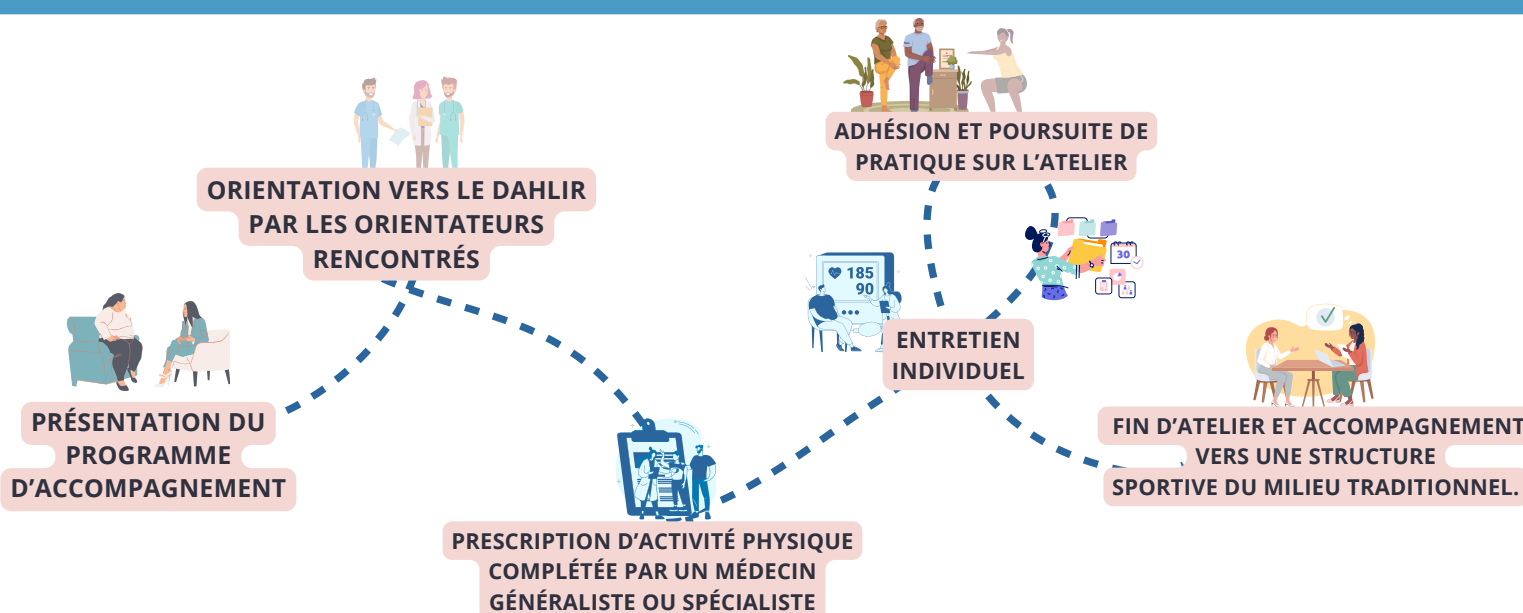 ADHÉSION ET POURSUITE DE
PRATIQUE SUR L'ATELIER
ORIENTATION VERS LE DAHLIR
PAR LES ORIENTATEURS
RENCONTRÉS
30
185
90
ENTRETIEN
INDIVIDUEL
PRÉSENTATION DU
PROGRAMME
D'ACCOMPAGNEMENT
FIN D'ATELIER ET ACCOMPAGNEMENT
VERS UNE STRUCTURE
SPORTIVE DU MILIEU TRADITIONNEL.
PRESCRIPTION D'ACTIVITÉ PHYSIQUE
COMPLÉTÉE PAR UN MÉDECIN
GÉNÉRALISTE OU SPÉCIALISTE